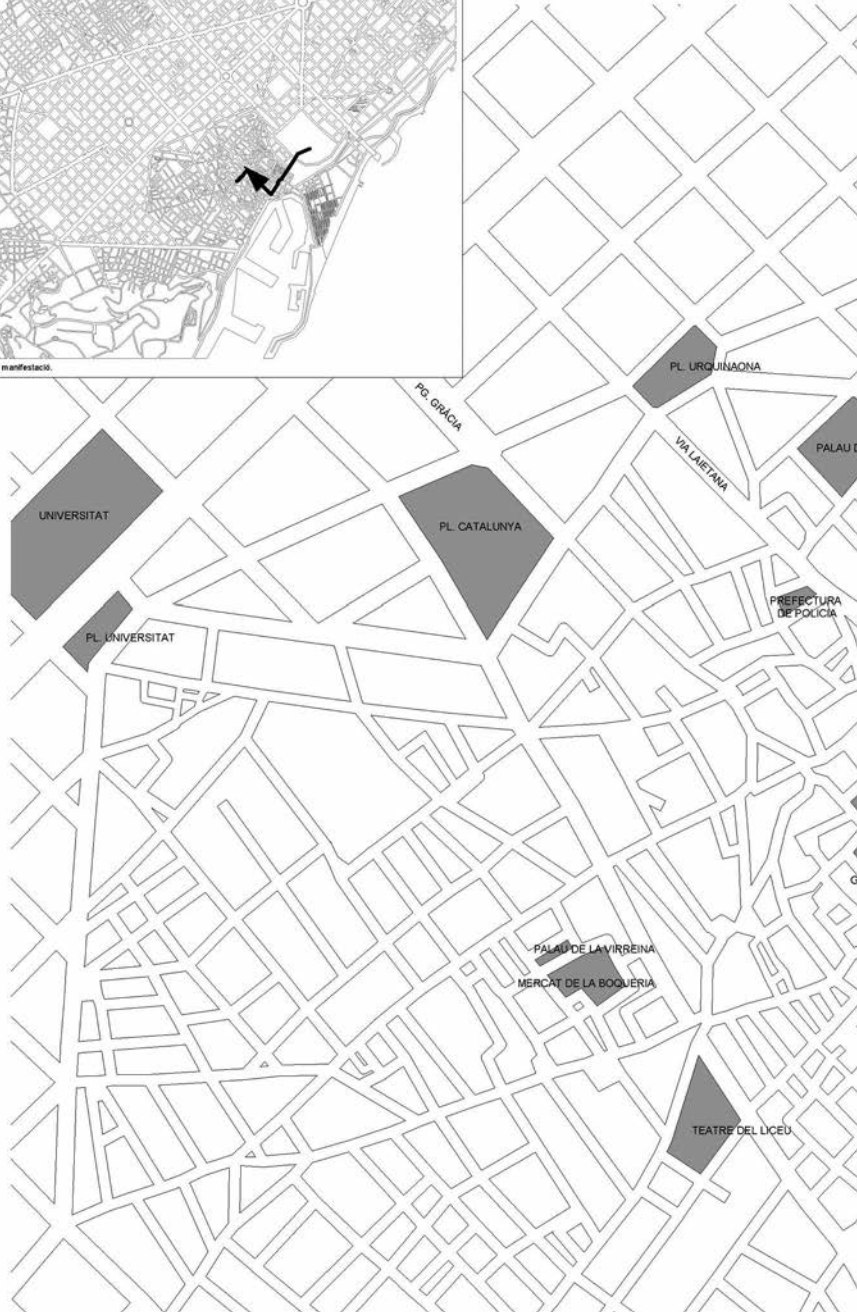 manifestació.
PL. URQUINAONA
PG. GRÀCIA
VIA LAIETANA
PALAU D
UNIVERSITAT
PL. CATALUNYA
PREFECTURA
DE POLICIA
PL. UNIVERSITAT
G
PALAU DE LA VIRREINA
MERCAT DE LA BOQUERIA
TEATRE DEL LICEU